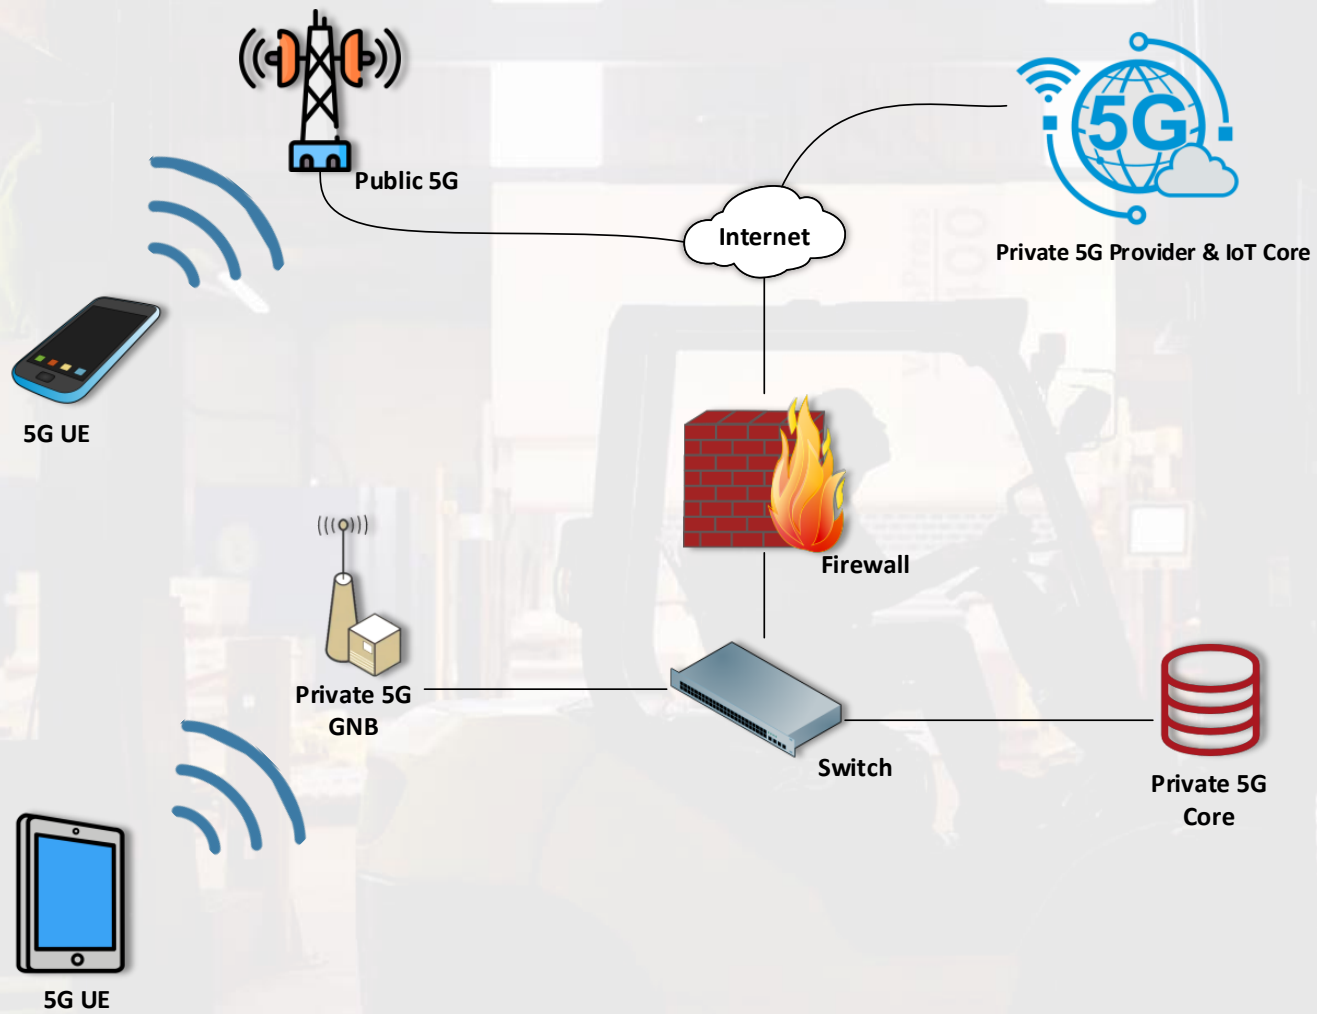 Public 5G
5G
Internet
Private 5G Provider & IoT Core
5G UE
Firewall
Private 5G
GNB
Switch
Private 5G
Core
5G UE